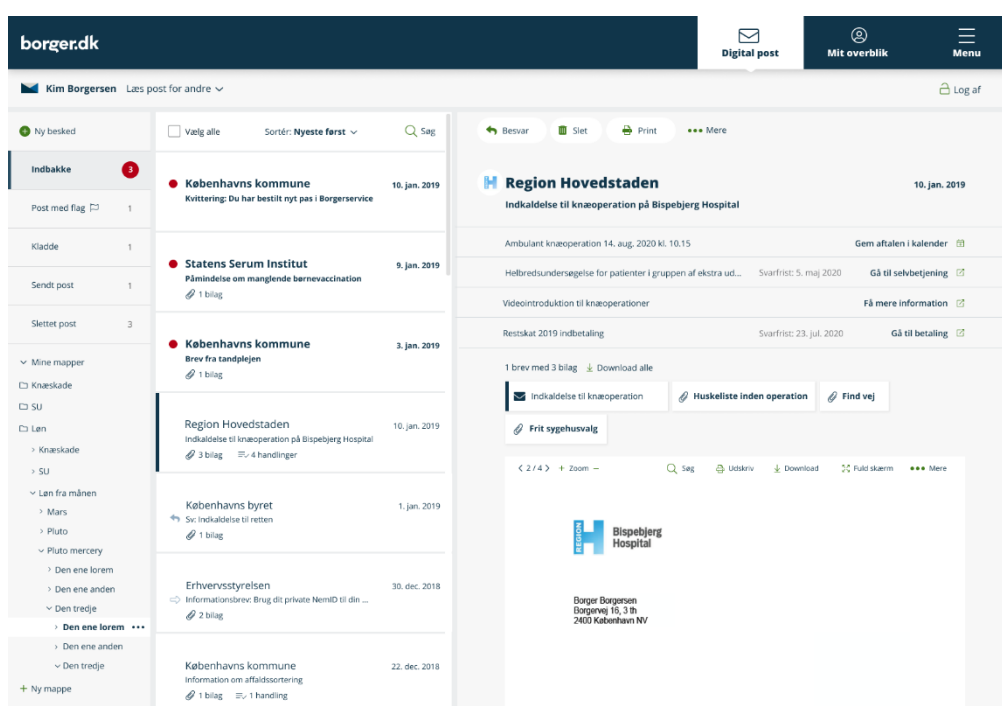 borger.dk
Digital post
Mit overblik
Menu
Kim Borgersen Læs post for andre
Log af
Ny besked
Indbakke 3
Post med flag 1
Kladde 1
Sendt post 1
Slettet post 3
Mine mapper
Knæskade
SU
Løn
Knæskade
SU
Løn fra månen
Mars
Pluto
Pluto mercery
Den ene lorem
Den ene anden
Den tredje
Den ene lorem •••
Den ene anden
Den tredje
+ Ny mappe
Vælg alle Sortér: Nyeste først Søg
Københavns kommune 10. jan. 2019
Kvittering: Du har bestilt nyt pas i Borgerservice
Statens Serum Institut 9. jan. 2019
Påmindelse om manglende børnevaccination
1 bilag
Københavns kommune 3. jan. 2019
Brev fra tandplejen
1 bilag
Region Hovedstaden 10. jan. 2019
Indkaldelse til knæoperation på Bispebjerg Hospital
3 bilag 4 handlinger
Københavns byret 1. jan. 2019
Sv: Indkaldelse til retten
1 bilag
Erhvervsstyrelsen 30. dec. 2018
Informationsbrev: Brug dit private NemID til din ...
2 bilag
Københavns kommune 22. dec. 2018
Information om affaldssortering
1 bilag 1 handling
Besvar Slet Print ••• Mere
Region Hovedstaden 10. jan. 2019
Indkaldelse til knæoperation på Bispebjerg Hospital
Ambulant knæoperation 14. aug. 2020 kl. 10.15 Gem aftalen i kalender
Helbredsundersøgelse for patienter i gruppen af ekstra ud... Svarfrist: 5. maj 2020 Gå til selvbetjening
Videointroduktion til knæoperationer Få mere information
Restskat 2019 indbetaling Svarfrist: 23. jul. 2020 Gå til betaling
1 brev med 3 bilag Download alle
Indkaldelse til knæoperation Huskeliste inden operation Find vej
Frit sygehusvalg
< 2 / 4 > + Zoom − Søg Udskriv Download Fuld skærm ••• Mere
REGION H
Bispebjerg
Hospital
Borger Borgersen
Borgervej 16, 3 th
2400 København NV